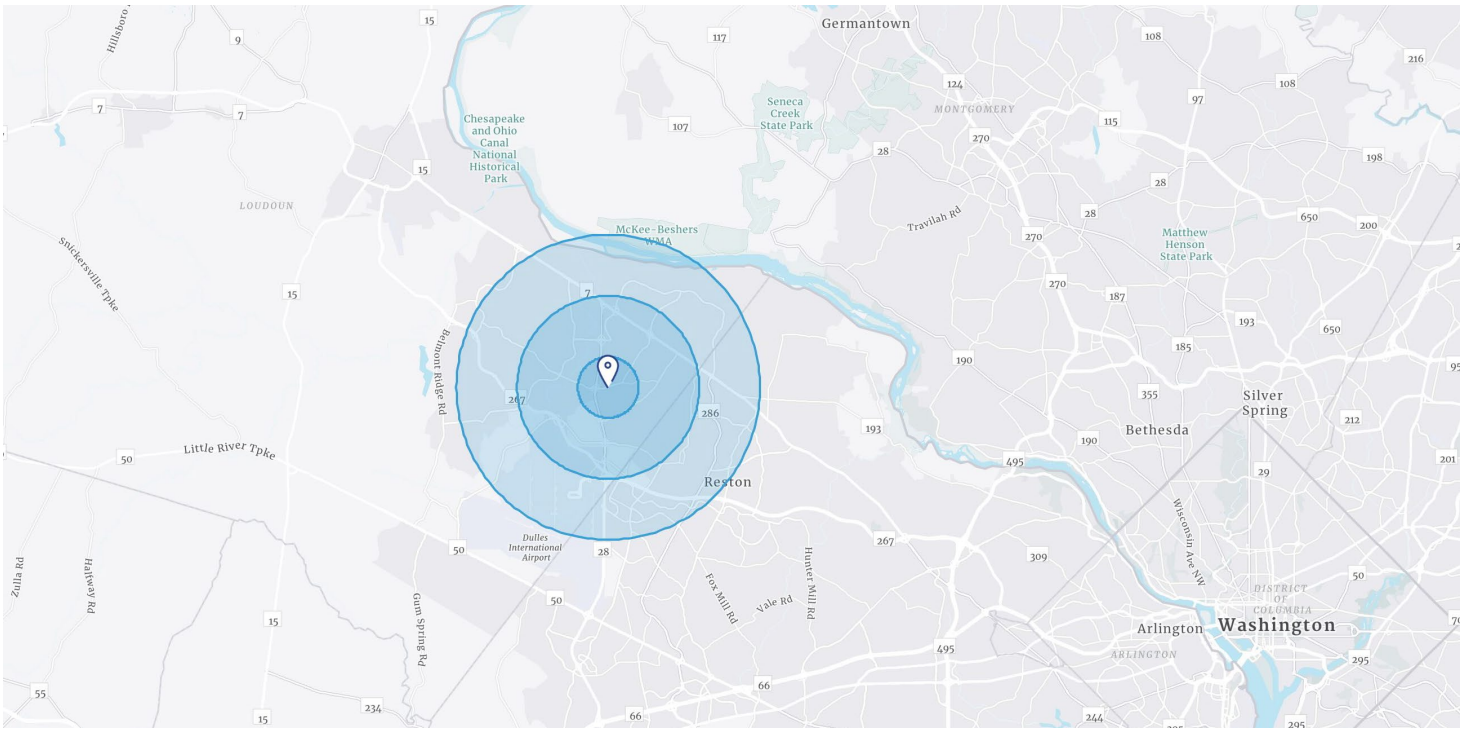 Hillsboro
15
Germantown
9
117
108
216
124
108
97
7
7
MONTGOMERY
Seneca
Creek
State Park
Chesapeake
and Ohio
Canal
National
Historical
Park
107
115
270
28
198
15
28
LOUDOUN
28
Travilah Rd
650
200
McKee-Beshers
WMA
270
Matthew
Henson
State Park
Snickersville Tpke
15
7
270
187
193
650
Belmont Ridge Rd
190
185
267
286
355
Silver
Spring
212
193
Bethesda
190
Little River Tpke
50
495
201
29
Reston
Wisconsin Ave NW
Dulles
International
Airport
50
28
267
309
Zulla Rd
Halfway Rd
Gum Spring Rd
50
Fox Mill Rd
Vale Rd
Hunter Mill Rd
50
DISTRICT
OF
COLUMBIA
15
Arlington
Washington
495
ARLINGTON
295
55
15
234
66
66
244
295